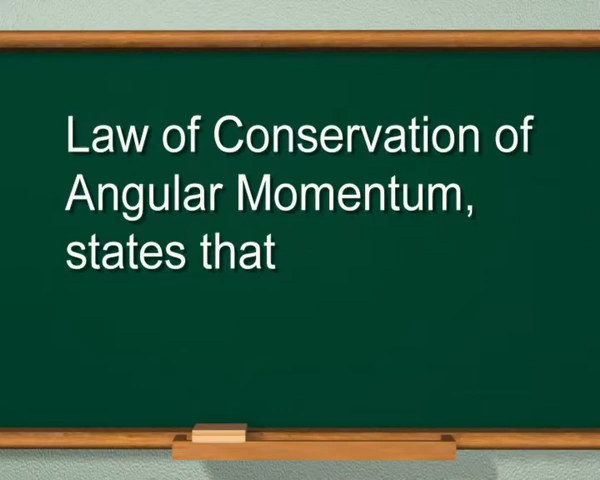 Law of Conservation of
Angular Momentum,
states that